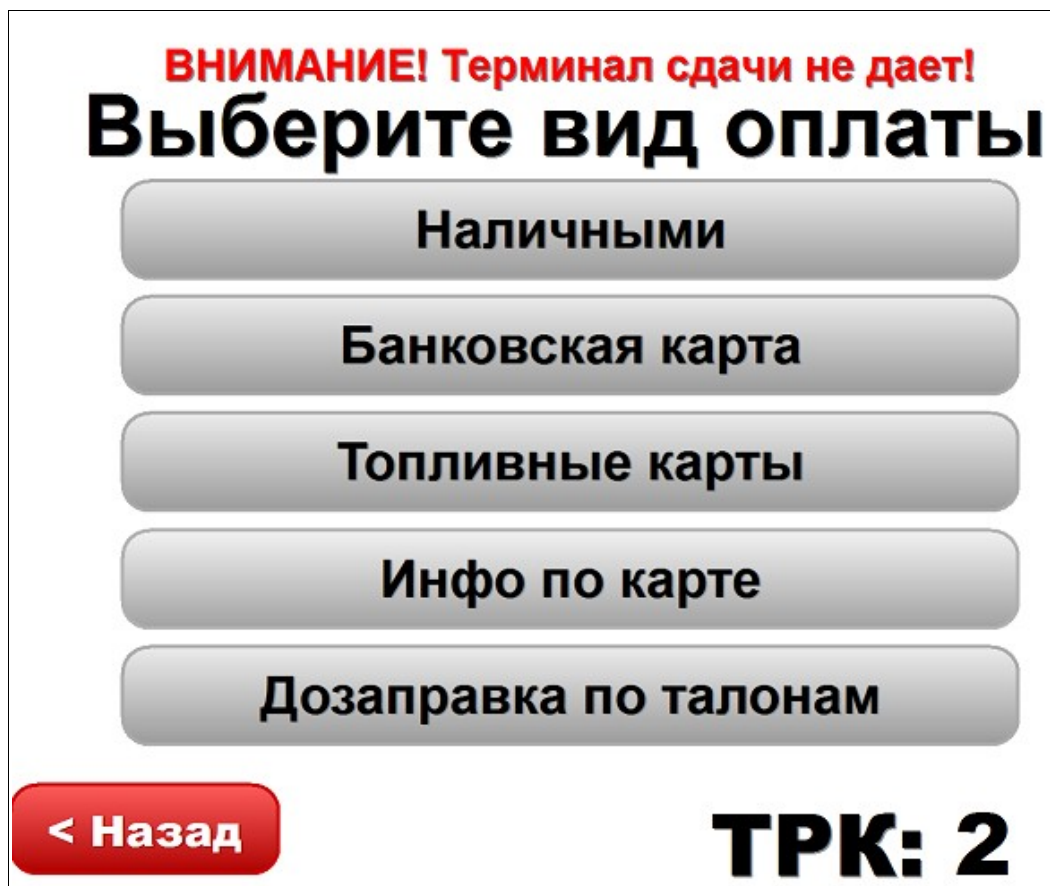 ВНИМАНИЕ! Терминал сдачи не дает!
Выберите вид оплаты
Наличными
Банковская карта
Топливные карты
Инфо по карте
Дозаправка по талонам
< Назад
ТРК: 2